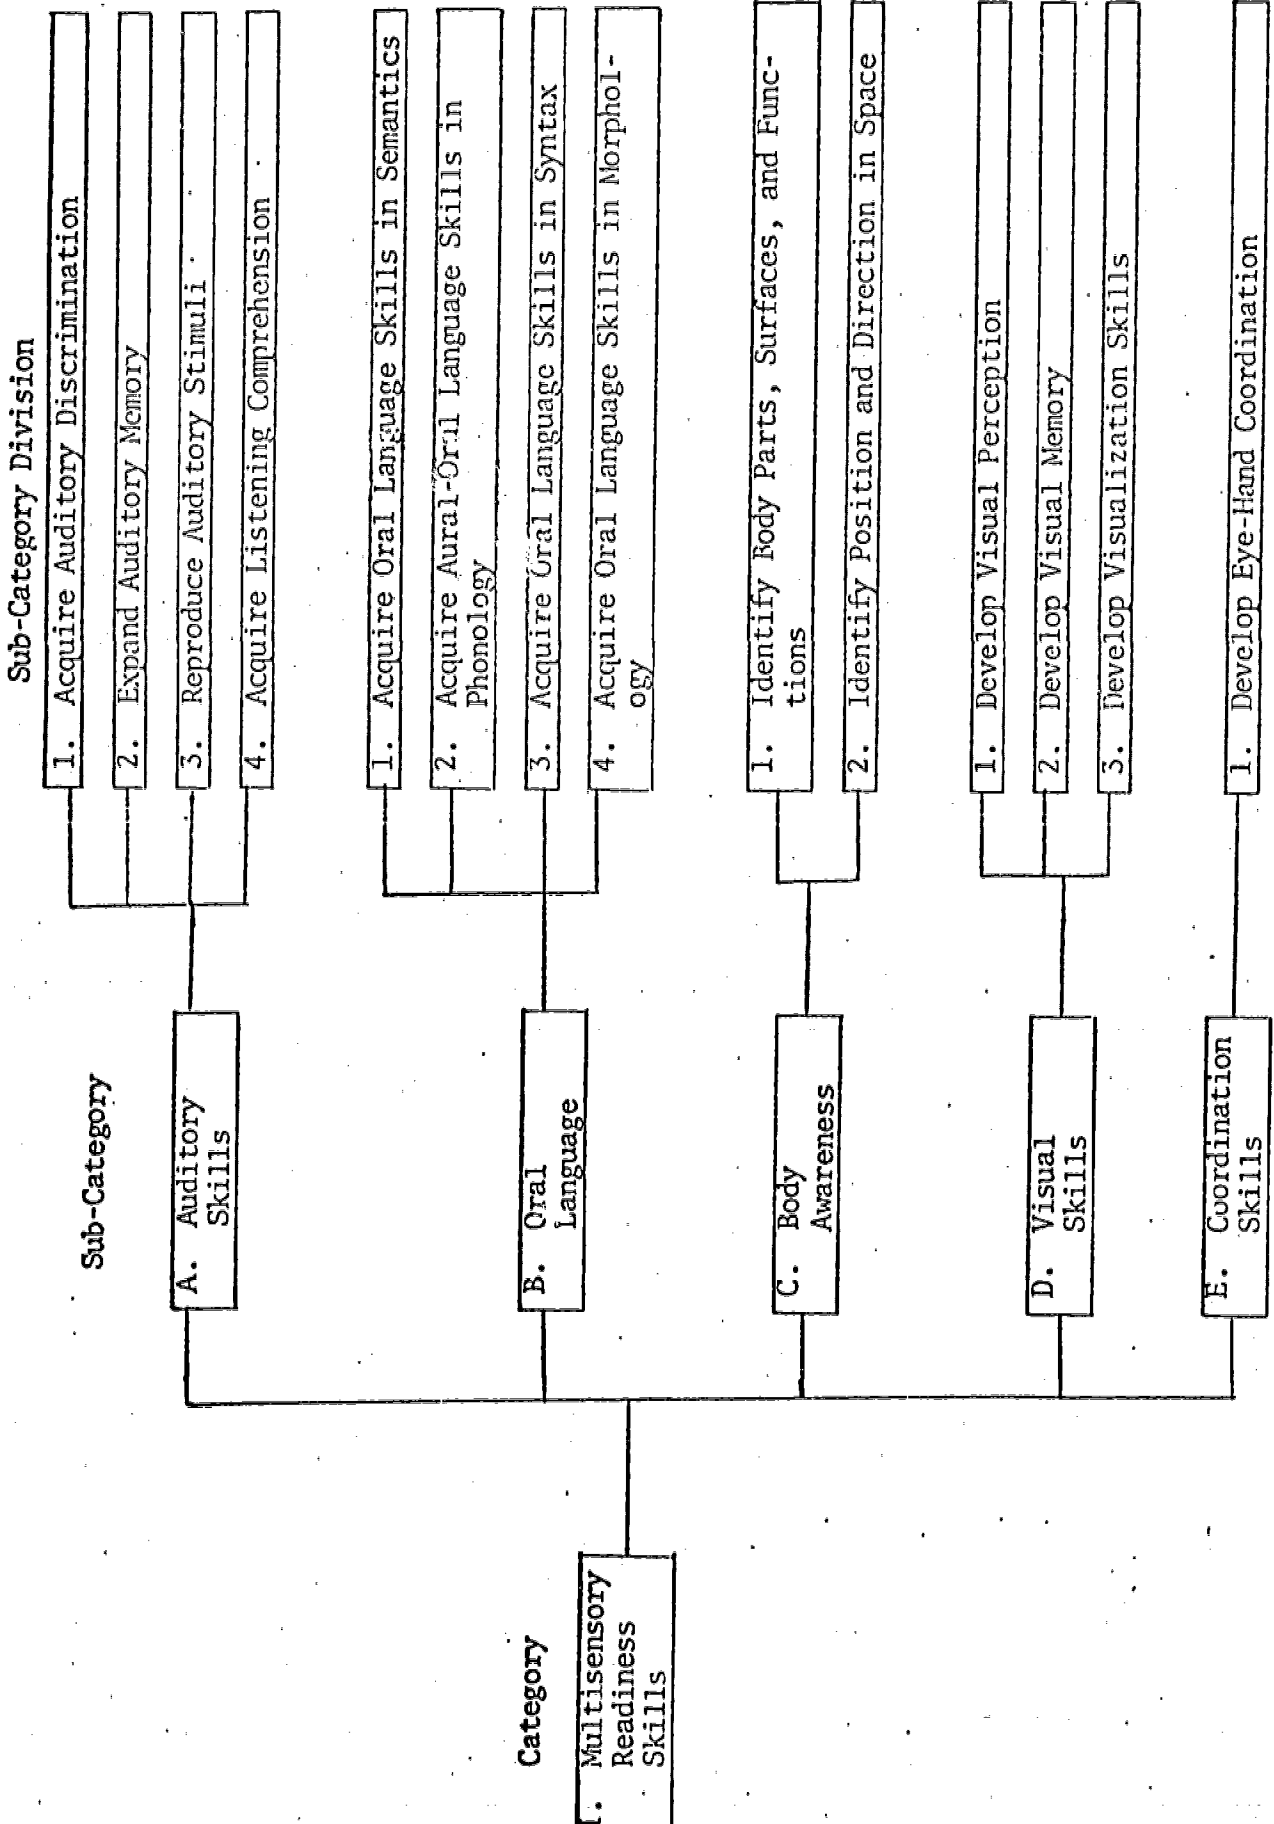 Category
I. Multisensory
Readiness
Skills
Sub-Category
A. Auditory
Skills
B. Oral
Language
C. Body
Awareness
D. Visual
Skills
E. Coordination
Skills
Sub-Category Division
1. Acquire Auditory Discrimination
2. Expand Auditory Memory
3. Reproduce Auditory Stimuli
4. Acquire Listening Comprehension
1. Acquire Oral Language Skills in Semantics
2. Acquire Aural-Oral Language Skills in
Phonology
3. Acquire Oral Language Skills in Syntax
4. Acquire Oral Language Skills in Morphol-
ogy
1. Identify Body Parts, Surfaces, and Func-
tions
2. Identify Position and Direction in Space
1. Develop Visual Perception
2. Develop Visual Memory
3. Develop Visualization Skills
1. Develop Eye-Hand Coordination